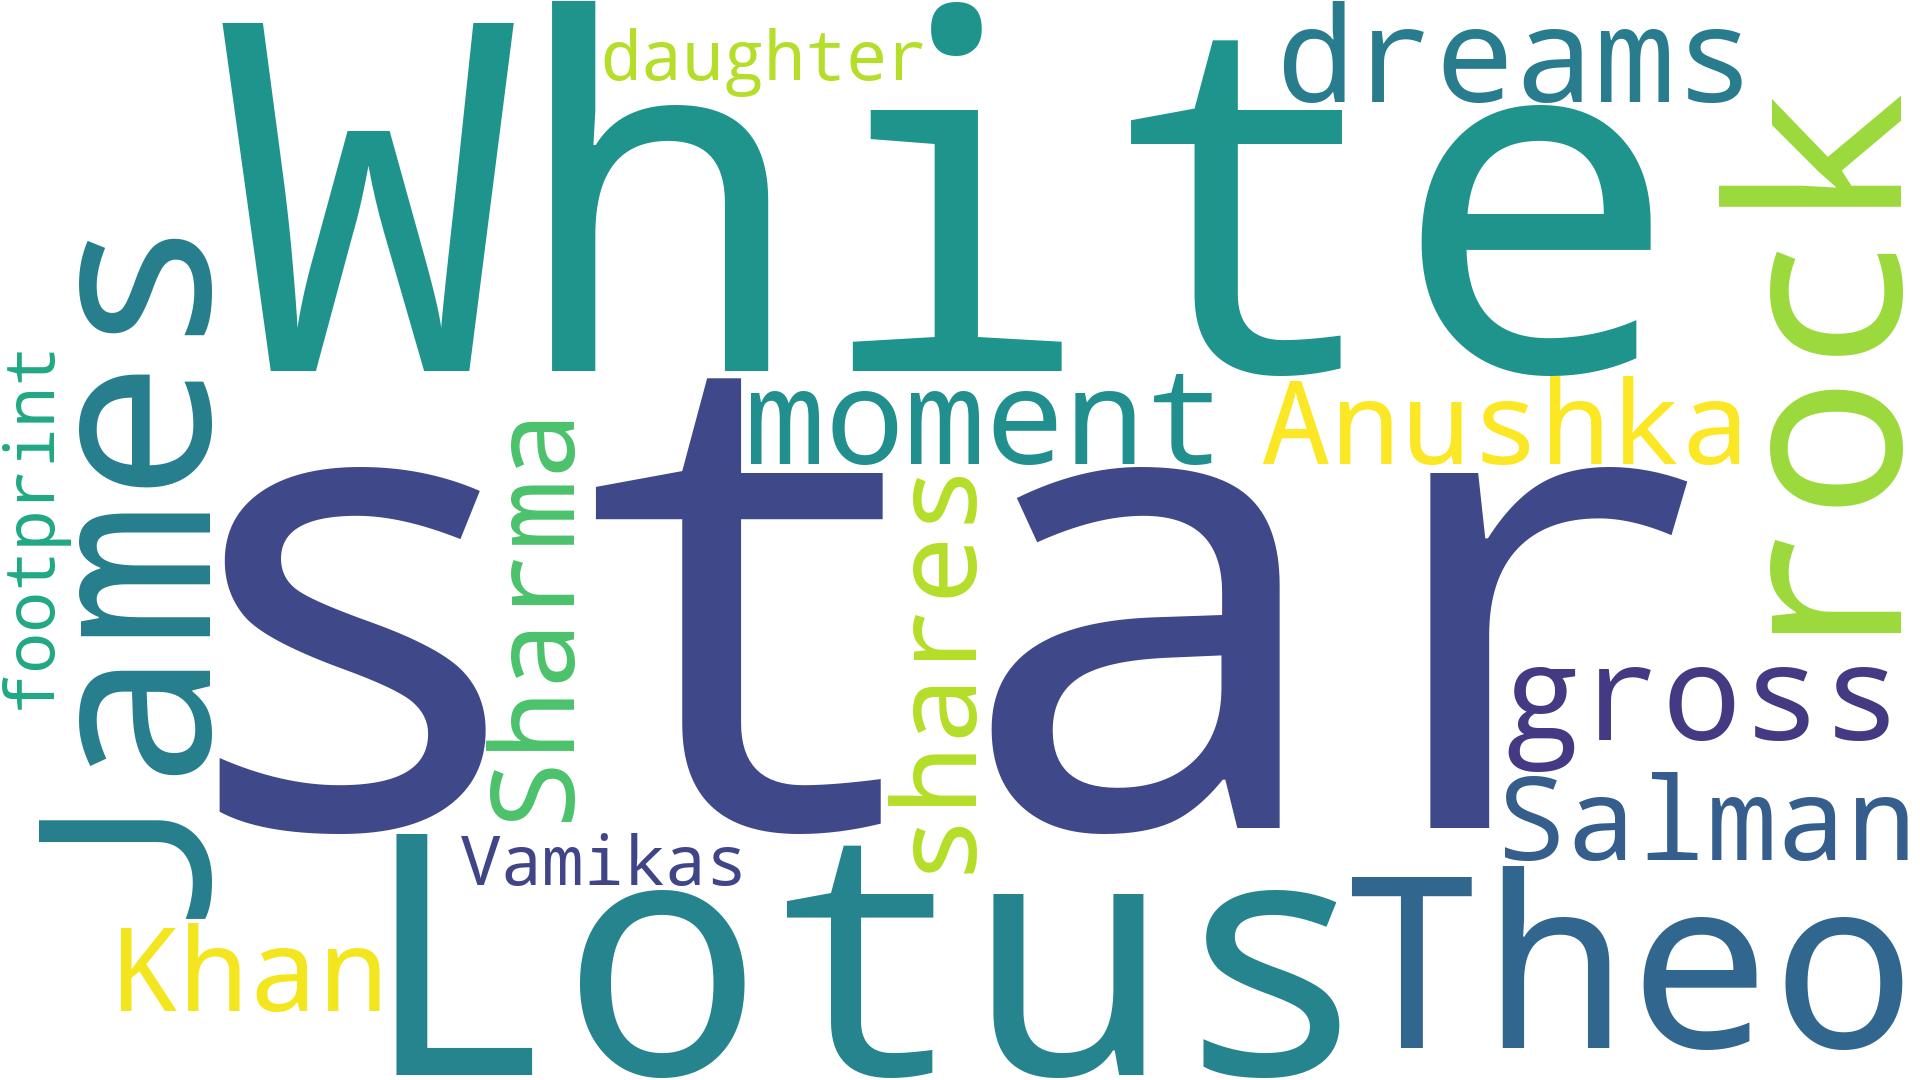 White
daughter
dreams
rock
James
footprint
moment
Anushka
star
Sharma
shares
gross
Salman
Vamikas
Lotus
Theo
Khan